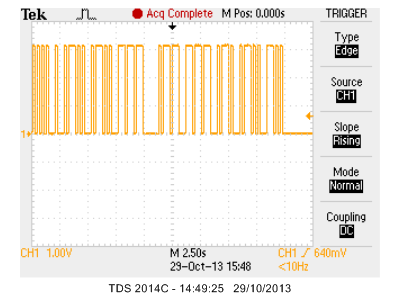 Tek Acq Complete M Pos: 0.000s TRIGGER
Type
Edge
Source
CH1
Slope
Rising
Mode
Normal
Coupling
DC
1
CH1 1.00V M 2.50s CH1 640mV
29-Oct-13 15:48 <10Hz
TDS 2014C - 14:49:25 29/10/2013